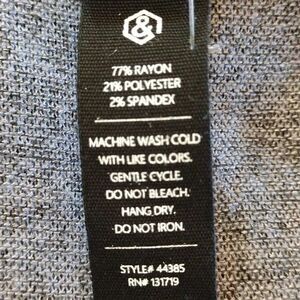 &
77% RAYON
21% POLYESTER
2% SPANDEX
MACHINE WASH COLD
WITH LIKE COLORS.
GENTLE CYCLE.
DO NOT BLEACH.
HANG DRY.
DO NOT IRON.
STYLE# 44385
RN# 131719